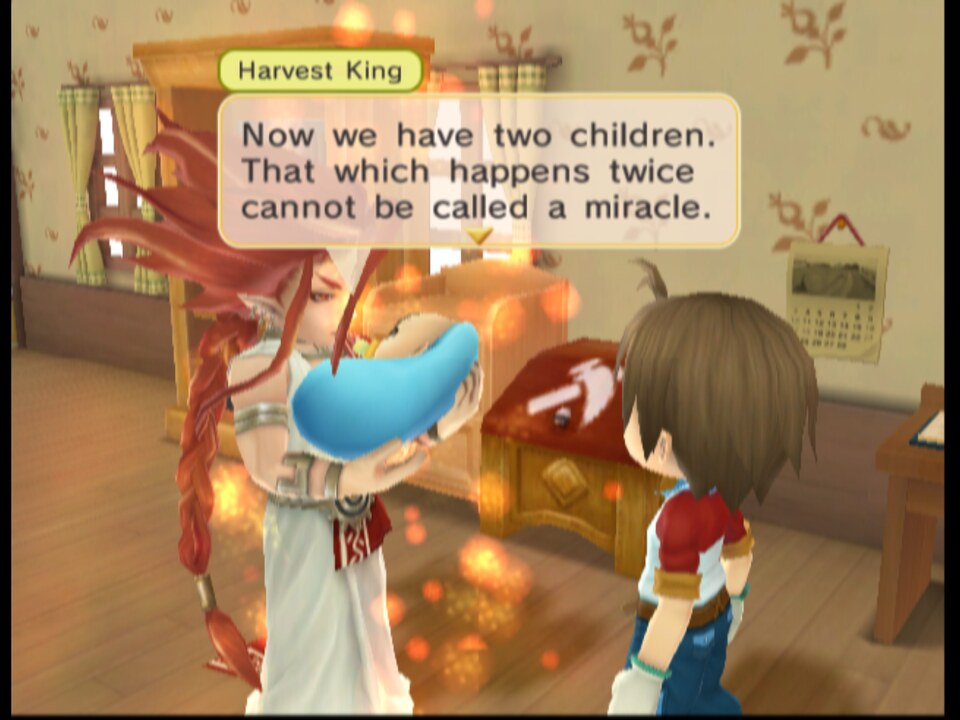 Harvest King
Now we have two children.
That which happens twice
cannot be called a miracle.